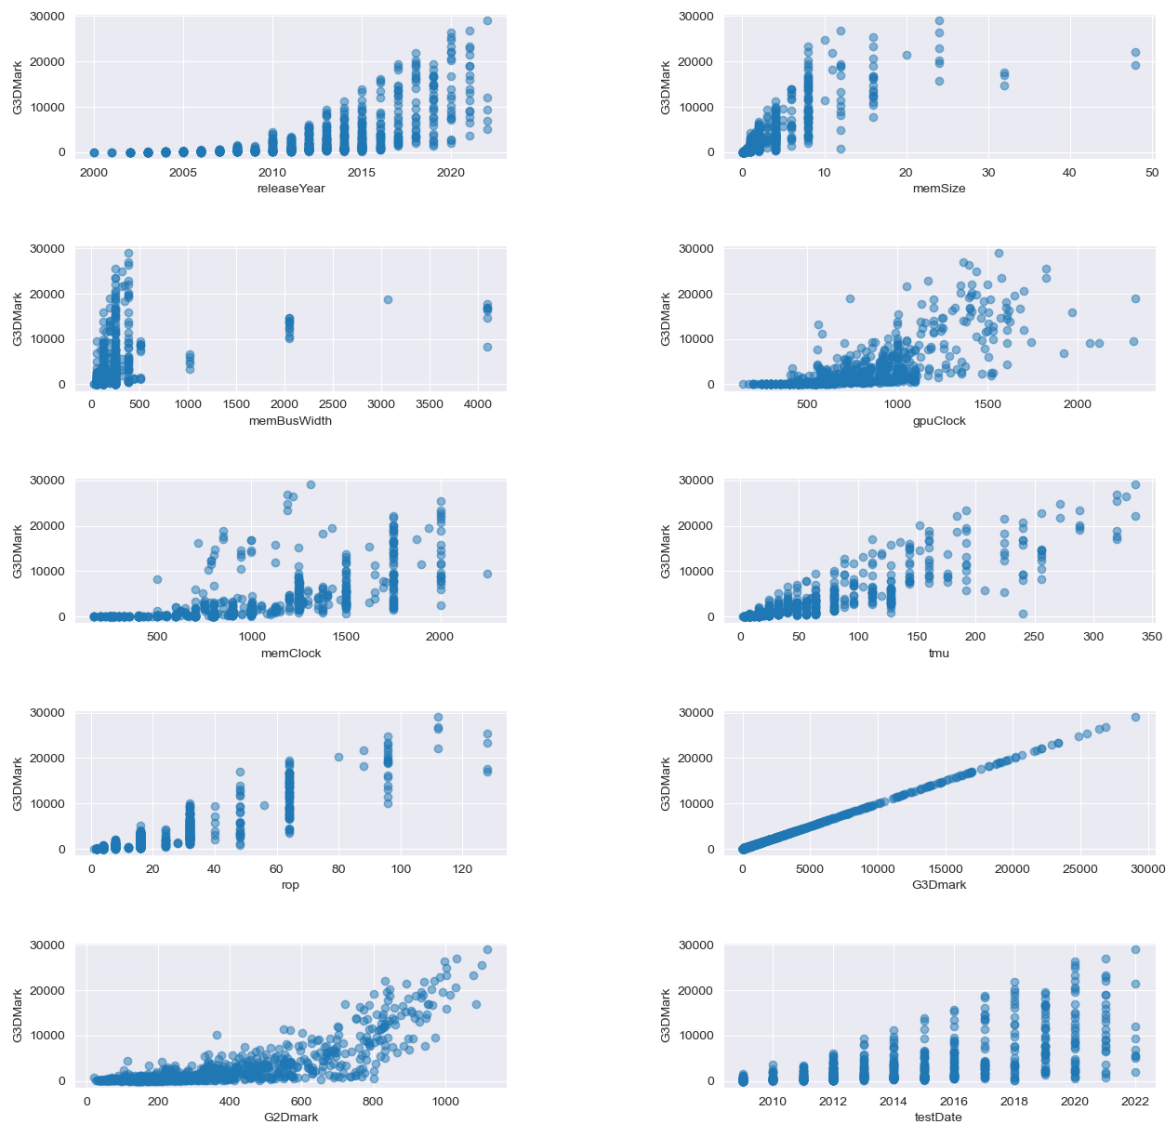 30000 30000
G3DMark 20000 G3DMark 20000
10000 10000
0 0
2000 2005 2010 2015 2020 0 10 20 30 40 50
releaseYear memSize
30000 30000
G3DMark 20000 G3DMark 20000
10000 10000
0 0
0 500 1000 1500 2000 2500 3000 3500 4000 500 1000 1500 2000
memBusWidth gpuClock
30000 30000
G3DMark 20000 G3DMark 20000
10000 10000
0 0
500 1000 1500 2000 0 50 100 150 200 250 300 350
memClock tmu
30000 30000
G3DMark 20000 G3DMark 20000
10000 10000
0 0
0 20 40 60 80 100 120 0 5000 10000 15000 20000 25000 30000
rop G3Dmark
30000 30000
G3DMark 20000 G3DMark 20000
10000 10000
0 0
0 200 400 600 800 1000 2010 2012 2014 2016 2018 2020 2022
G2Dmark testDate